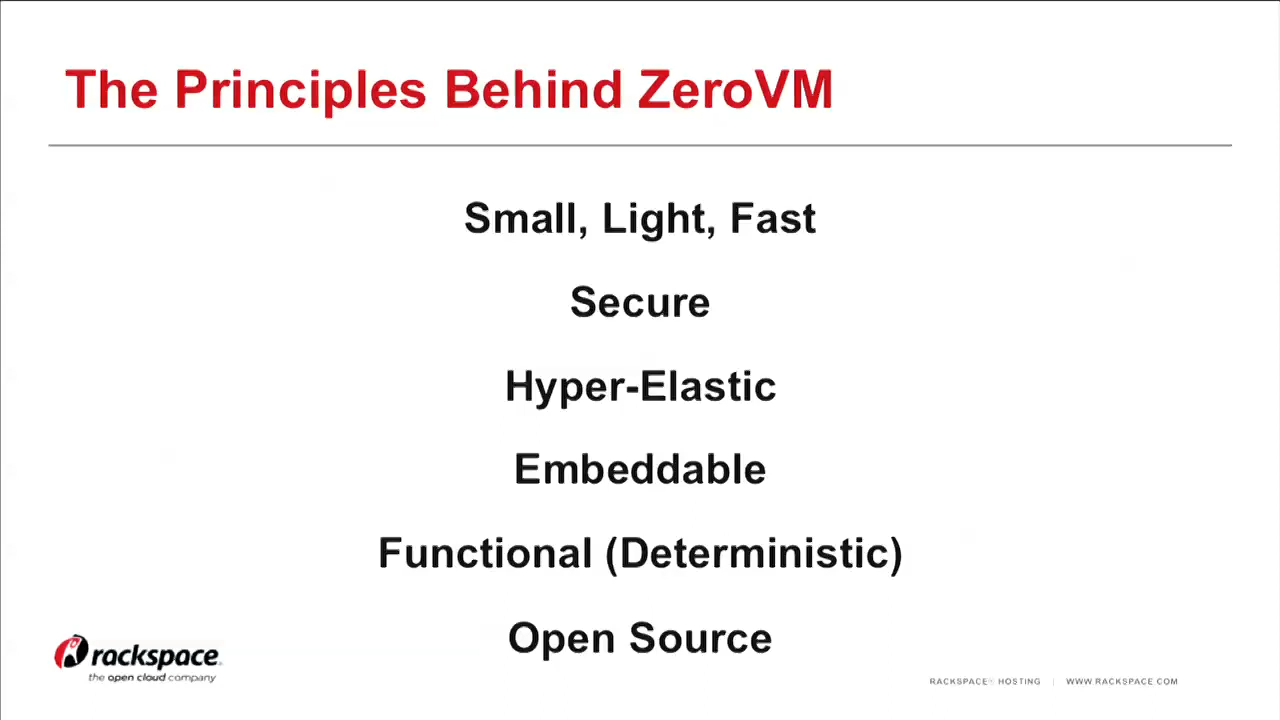 The Principles Behind ZeroVM
Small, Light, Fast
Secure
Hyper-Elastic
Embeddable
Functional (Deterministic)
Open Source
rackspace
the open cloud company
RACKSPACE® HOSTING | WWW.RACKSPACE.COM